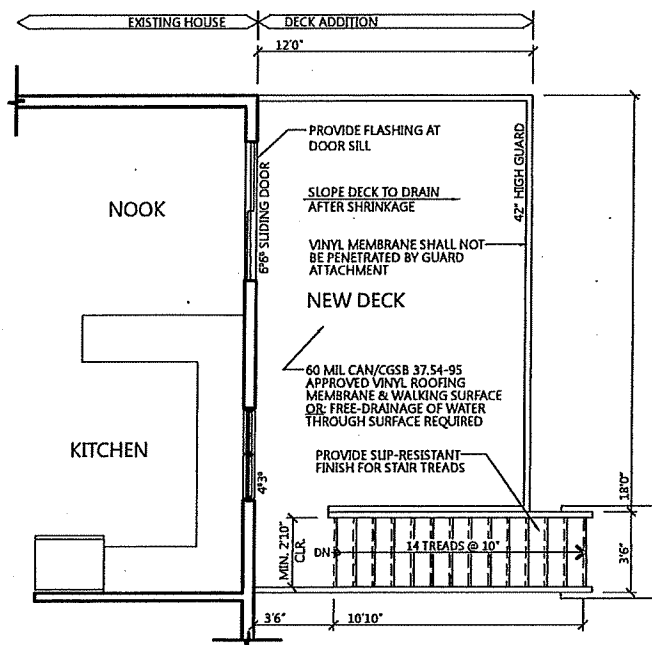 EXISTING HOUSE
DECK ADDITION
12'0"
PROVIDE FLASHING AT
DOOR SILL
NOOK
6⁰6⁸ SLIDING DOOR
SLOPE DECK TO DRAIN
AFTER SHRINKAGE
42" HIGH GUARD
VINYL MEMBRANE SHALL NOT
BE PENETRATED BY GUARD
ATTACHMENT
NEW DECK
60 MIL CAN/CGSB 37.54-95
APPROVED VINYL ROOFING
MEMBRANE & WALKING SURFACE
OR: FREE-DRAINAGE OF WATER
THROUGH SURFACE REQUIRED
KITCHEN
PROVIDE SLIP-RESISTANT
FINISH FOR STAIR TREADS
18'0"
MIN. 2'10"
CLR.
DN
14 TREADS @ 10"
3'6"
3'6"
10'10"